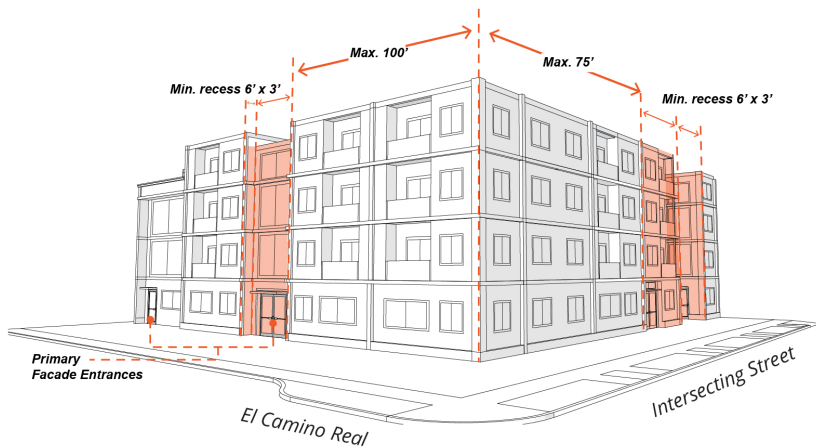 Max. 100'
Max. 75'
Min. recess 6' x 3'
Min. recess 6' x 3'
Primary
Facade Entrances
El Camino Real
Intersecting Street